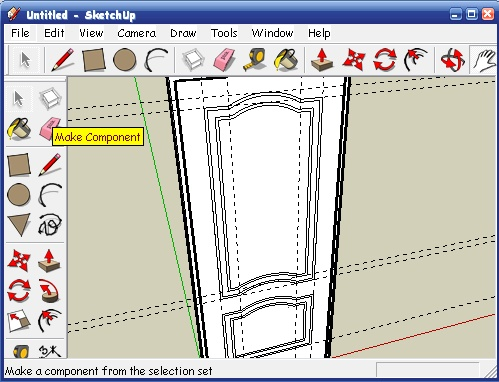 Untitled - SketchUp
File Edit View Camera Draw Tools Window Help
Make Component
Make a component from the selection set